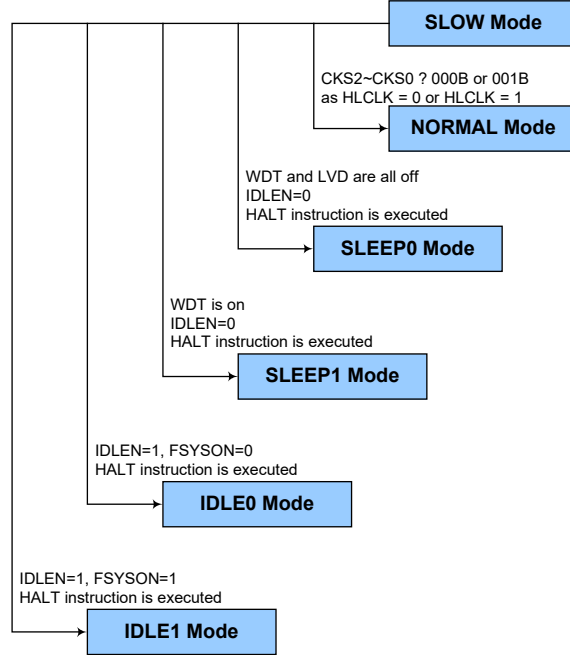 SLOW Mode
CKS2~CKS0 ? 000B or 001B
as HLCLK = 0 or HLCLK = 1
NORMAL Mode
WDT and LVD are all off
IDLEN=0
HALT instruction is executed
SLEEP0 Mode
WDT is on
IDLEN=0
HALT instruction is executed
SLEEP1 Mode
IDLEN=1, FSYSON=0
HALT instruction is executed
IDLE0 Mode
IDLEN=1, FSYSON=1
HALT instruction is executed
IDLE1 Mode